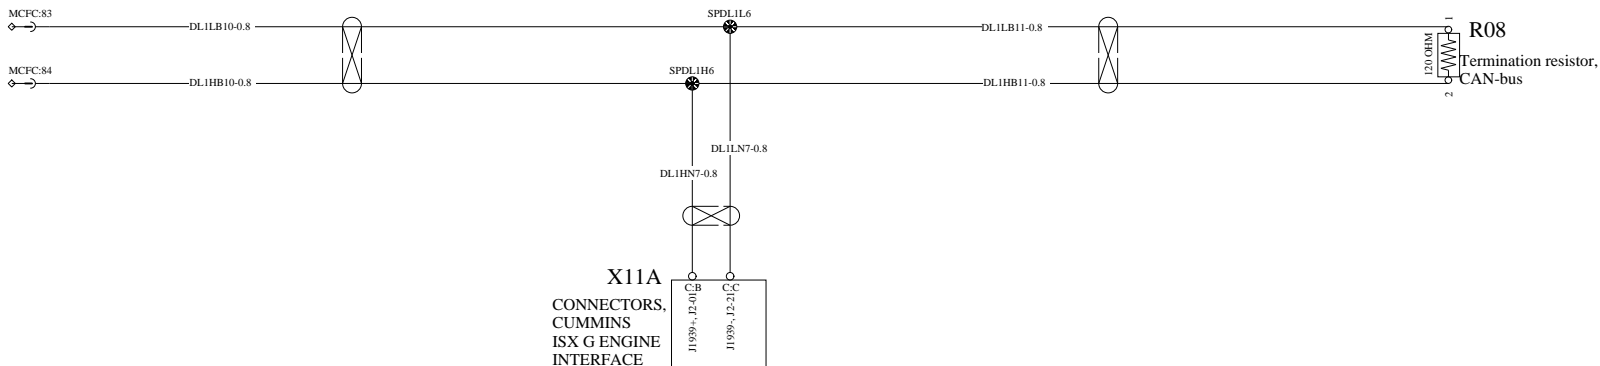 MCFC:83
DL1LB10-0.8
SPDL1L6
DL1LB11-0.8
1
R08
120 OHM
Termination resistor,
CAN-bus
2
MCFC:84
DL1HB10-0.8
SPDL1H6
DL1HB11-0.8
DL1LN7-0.8
DL1HN7-0.8
X11A
CONNECTORS,
CUMMINS
ISX G ENGINE
INTERFACE
C:B
C:C
J1939+, J2-01
J1939-, J2-21